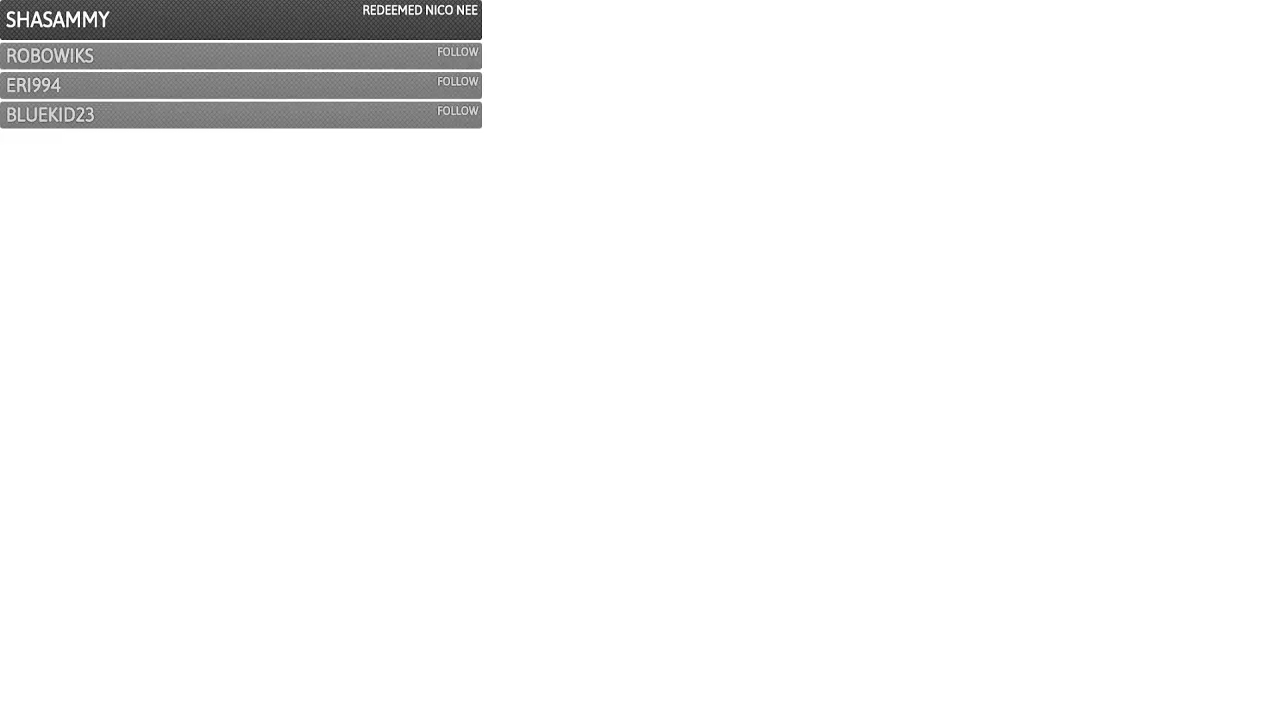 SHASAMMY REDEEMED NICO NEE
ROBOWIKS FOLLOW
ERI994 FOLLOW
BLUEKID23 FOLLOW